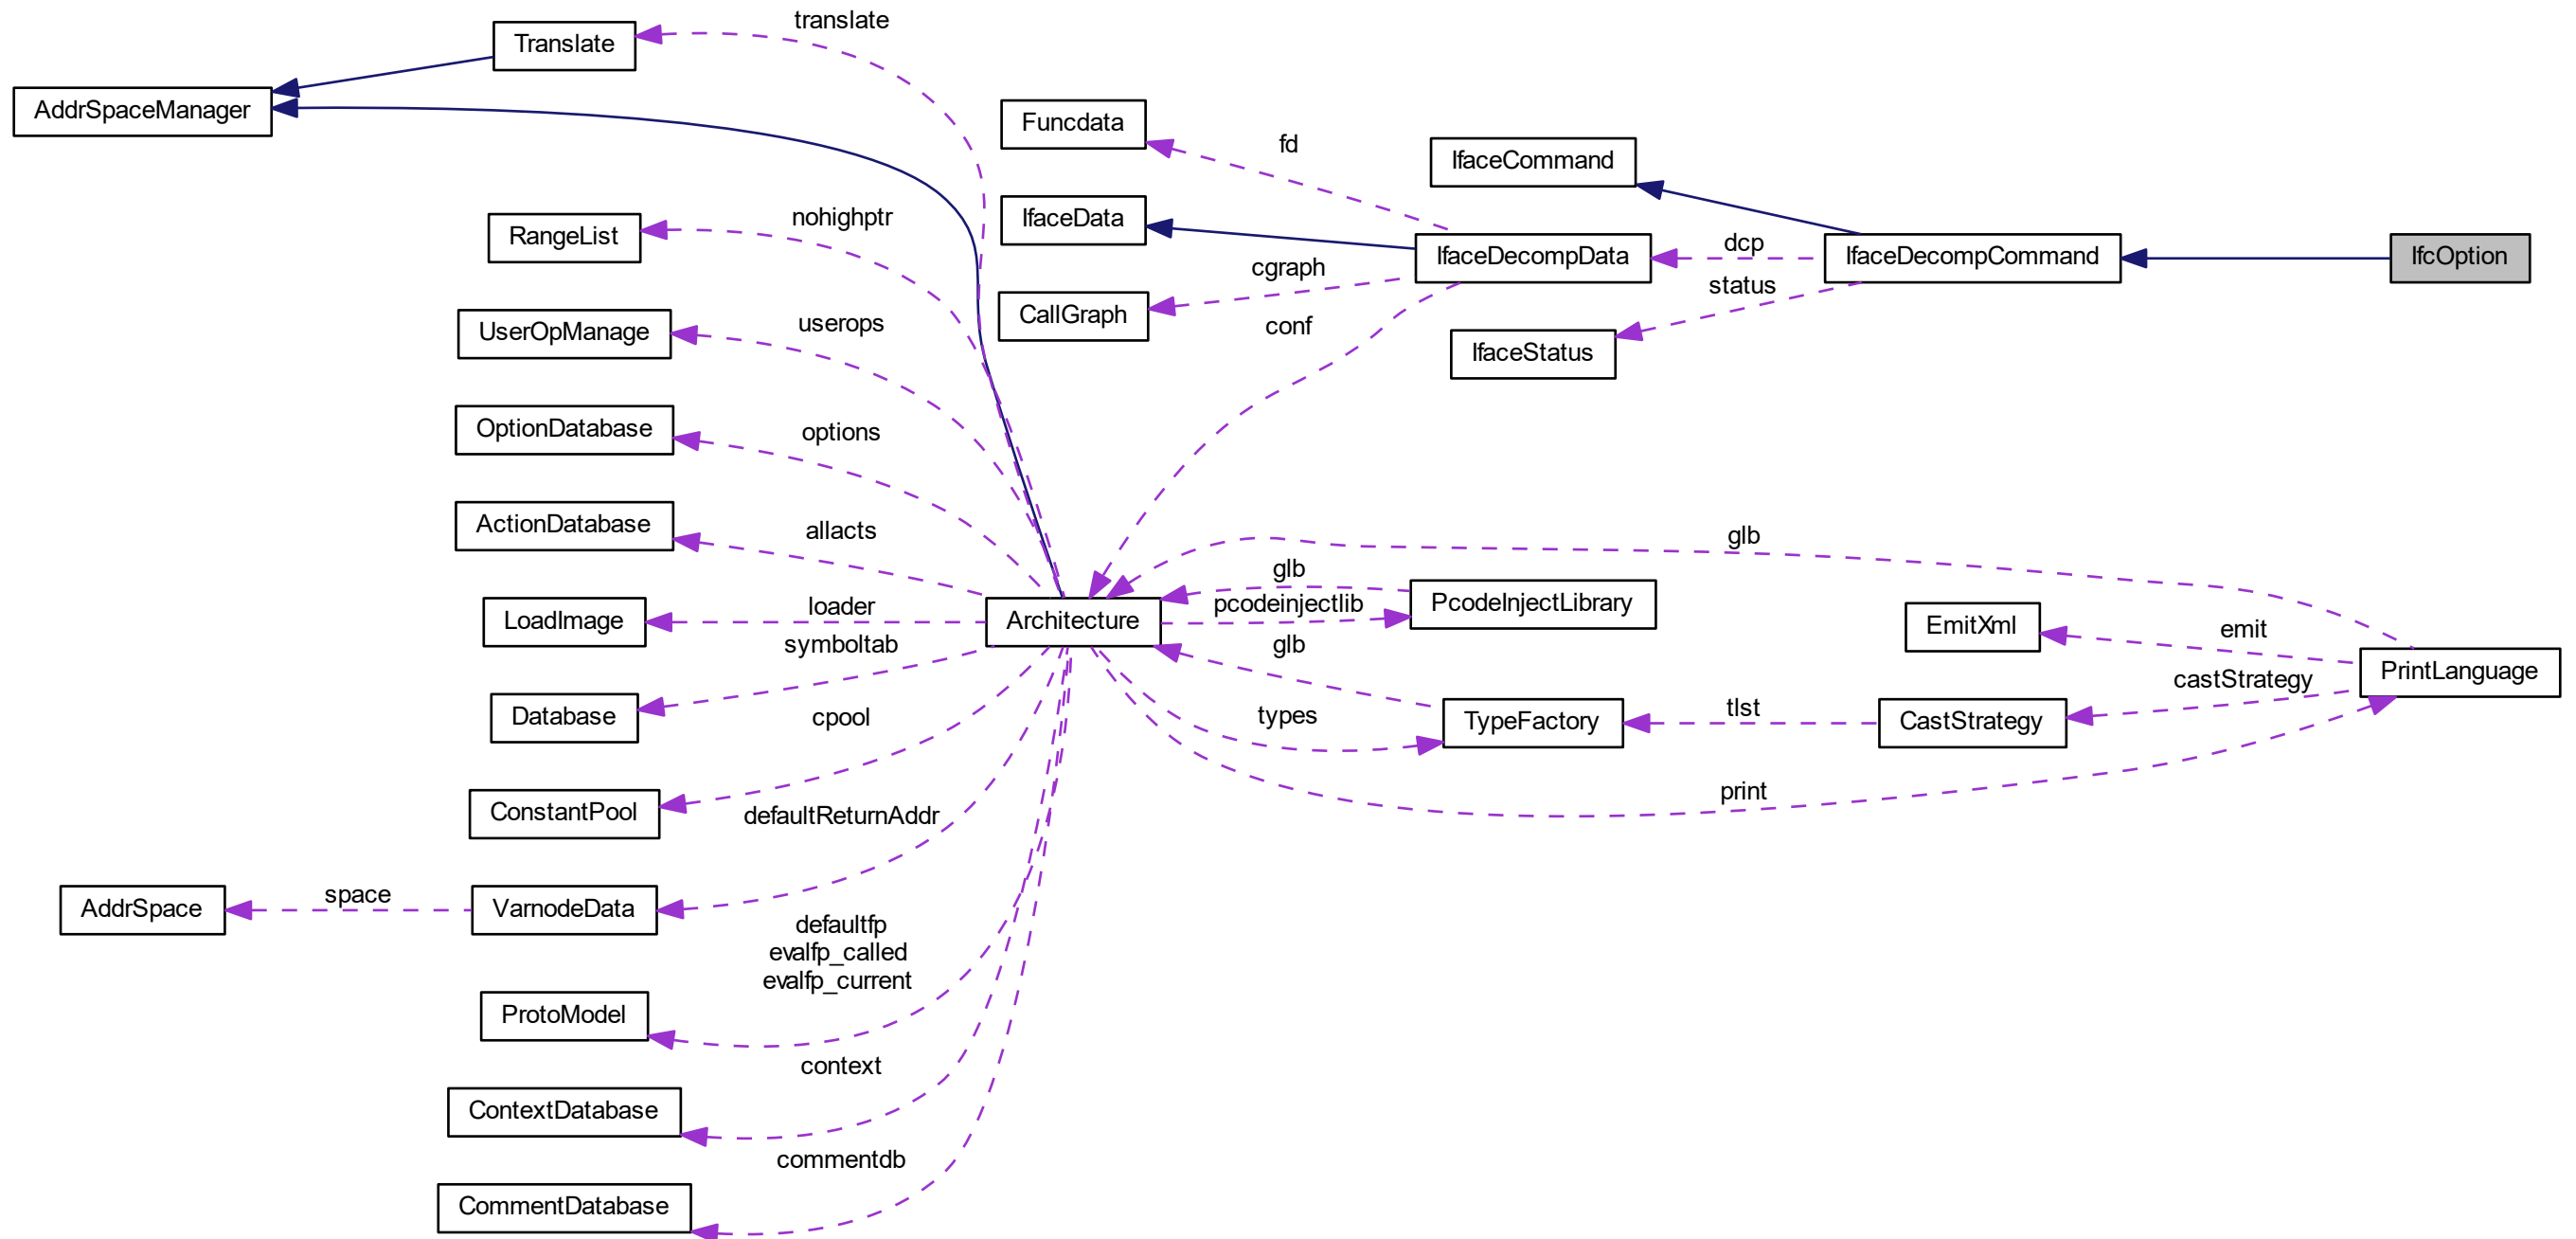 translate
Translate
AddrSpaceManager
Funcdata
fd
IfaceCommand
nohighptr
RangeList
IfaceData
IfaceDecompData
dcp
IfaceDecompCommand
IfcOption
cgraph
status
CallGraph
conf
userops
UserOpManage
IfaceStatus
options
OptionDatabase
ActionDatabase
allacts
glb
glb
loader
pcodeinjectlib
PcodeInjectLibrary
LoadImage
Architecture
EmitXml
emit
symboltab
glb
PrintLanguage
castStrategy
Database
cpool
types
TypeFactory
tlst
CastStrategy
print
ConstantPool
defaultReturnAddr
space
AddrSpace
VarnodeData
defaultfp
evalfp_called
evalfp_current
ProtoModel
context
ContextDatabase
commentdb
CommentDatabase